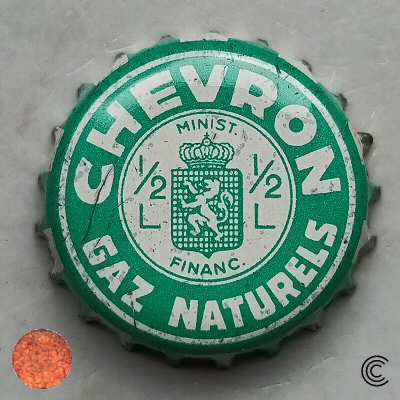 CHEVRON
MINIST.
1/2 L
1/2 L
FINANC.
GAZ NATURELS